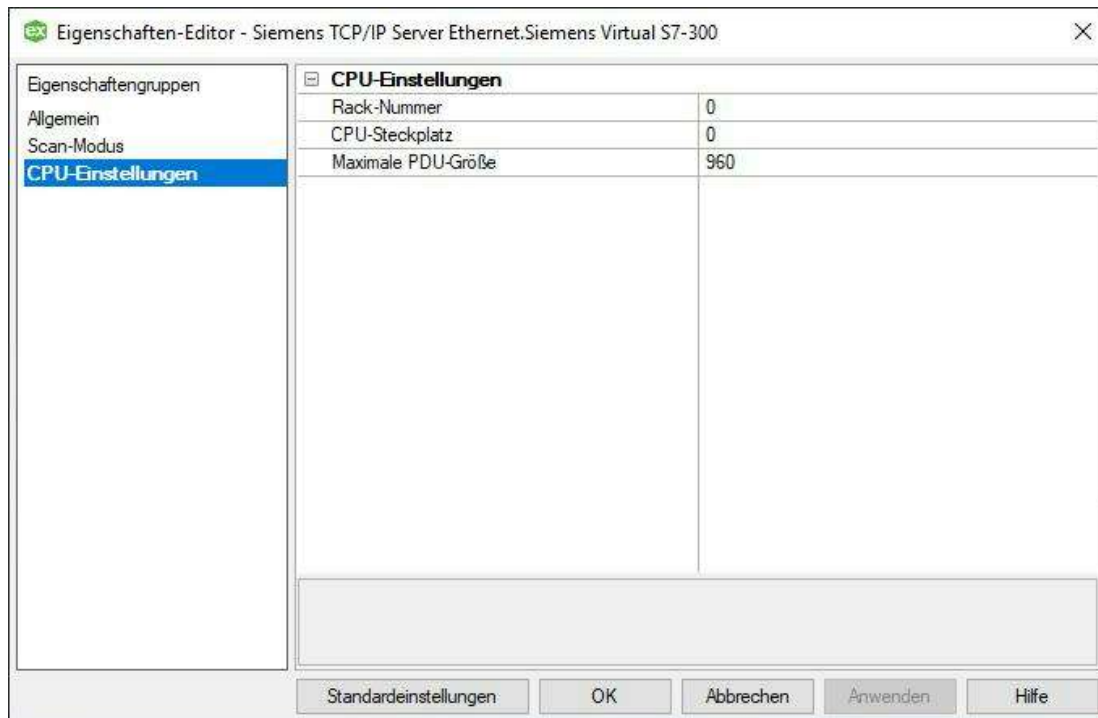 ex Eigenschaften-Editor - Siemens TCP/IP Server Ethernet.Siemens Virtual S7-300
Eigenschaftengruppen
Allgemein
Scan-Modus
CPU-Einstellungen
CPU-Einstellungen
Rack-Nummer 0
CPU-Steckplatz 0
Maximale PDU-Größe 960
Standardeinstellungen OK Abbrechen Anwenden Hilfe